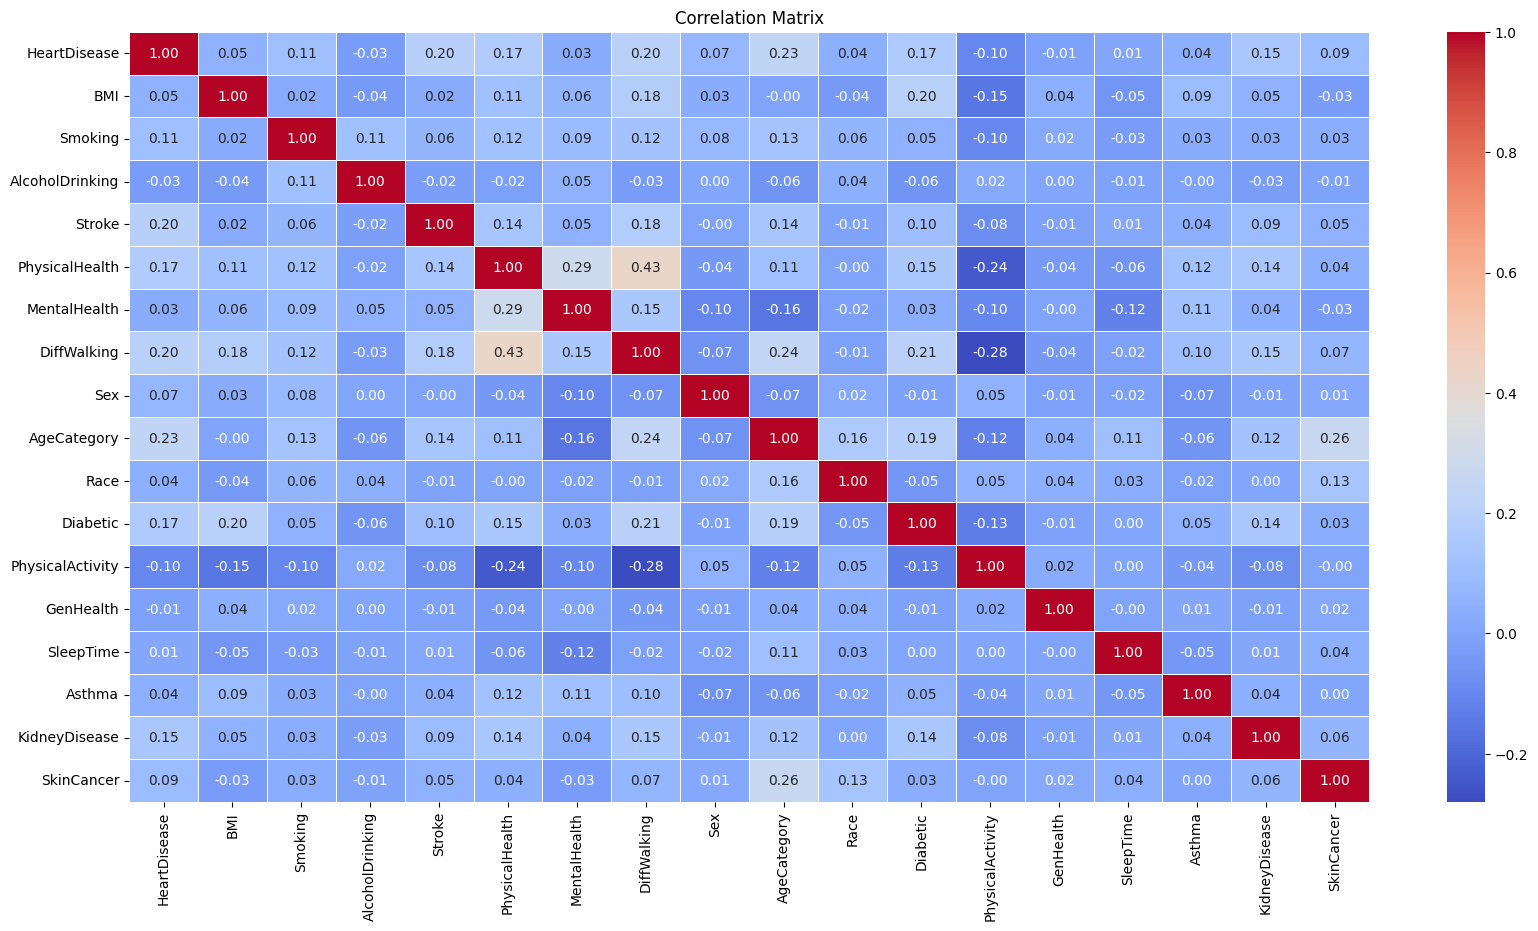 Correlation Matrix
HeartDisease 1.00 0.05 0.11 -0.03 0.20 0.17 0.03 0.20 0.07 0.23 0.04 0.17 -0.10 -0.01 0.01 0.04 0.15 0.09
BMI 0.05 1.00 0.02 -0.04 0.02 0.11 0.06 0.18 0.03 -0.00 -0.04 0.20 -0.15 0.04 -0.05 0.09 0.05 -0.03
Smoking 0.11 0.02 1.00 0.11 0.06 0.12 0.09 0.12 0.08 0.13 0.06 0.05 -0.10 0.02 -0.03 0.03 0.03 0.03
AlcoholDrinking -0.03 -0.04 0.11 1.00 -0.02 -0.02 0.05 -0.03 0.00 -0.06 0.04 -0.06 0.02 0.00 -0.01 -0.00 -0.03 -0.01
Stroke 0.20 0.02 0.06 -0.02 1.00 0.14 0.05 0.18 -0.00 0.14 -0.01 0.10 -0.08 -0.01 0.01 0.04 0.09 0.05
PhysicalHealth 0.17 0.11 0.12 -0.02 0.14 1.00 0.29 0.43 -0.04 0.11 -0.00 0.15 -0.24 -0.04 -0.06 0.12 0.14 0.04
MentalHealth 0.03 0.06 0.09 0.05 0.05 0.29 1.00 0.15 -0.10 -0.16 -0.02 0.03 -0.10 -0.00 -0.12 0.11 0.04 -0.03
DiffWalking 0.20 0.18 0.12 -0.03 0.18 0.43 0.15 1.00 -0.07 0.24 -0.01 0.21 -0.28 -0.04 -0.02 0.10 0.15 0.07
Sex 0.07 0.03 0.08 0.00 -0.00 -0.04 -0.10 -0.07 1.00 -0.07 0.02 -0.01 0.05 -0.01 -0.02 -0.07 -0.01 0.01
AgeCategory 0.23 -0.00 0.13 -0.06 0.14 0.11 -0.16 0.24 -0.07 1.00 0.16 0.19 -0.12 0.04 0.11 -0.06 0.12 0.26
Race 0.04 -0.04 0.06 0.04 -0.01 -0.00 -0.02 -0.01 0.02 0.16 1.00 -0.05 0.05 0.04 0.03 -0.02 0.00 0.13
Diabetic 0.17 0.20 0.05 -0.06 0.10 0.15 0.03 0.21 -0.01 0.19 -0.05 1.00 -0.13 -0.01 0.00 0.05 0.14 0.03
PhysicalActivity -0.10 -0.15 -0.10 0.02 -0.08 -0.24 -0.10 -0.28 0.05 -0.12 0.05 -0.13 1.00 0.02 0.00 -0.04 -0.08 -0.00
GenHealth -0.01 0.04 0.02 0.00 -0.01 -0.04 -0.00 -0.04 -0.01 0.04 0.04 -0.01 0.02 1.00 -0.00 0.01 -0.01 0.02
SleepTime 0.01 -0.05 -0.03 -0.01 0.01 -0.06 -0.12 -0.02 -0.02 0.11 0.03 0.00 0.00 -0.00 1.00 -0.05 0.01 0.04
Asthma 0.04 0.09 0.03 -0.00 0.04 0.12 0.11 0.10 -0.07 -0.06 -0.02 0.05 -0.04 0.01 -0.05 1.00 0.04 0.00
KidneyDisease 0.15 0.05 0.03 -0.03 0.09 0.14 0.04 0.15 -0.01 0.12 0.00 0.14 -0.08 -0.01 0.01 0.04 1.00 0.06
SkinCancer 0.09 -0.03 0.03 -0.01 0.05 0.04 -0.03 0.07 0.01 0.26 0.13 0.03 -0.00 0.02 0.04 0.00 0.06 1.00
HeartDisease
BMI
Smoking
AlcoholDrinking
Stroke
PhysicalHealth
MentalHealth
DiffWalking
Sex
AgeCategory
Race
Diabetic
PhysicalActivity
GenHealth
SleepTime
Asthma
KidneyDisease
SkinCancer
1.0
0.8
0.6
0.4
0.2
0.0
-0.2